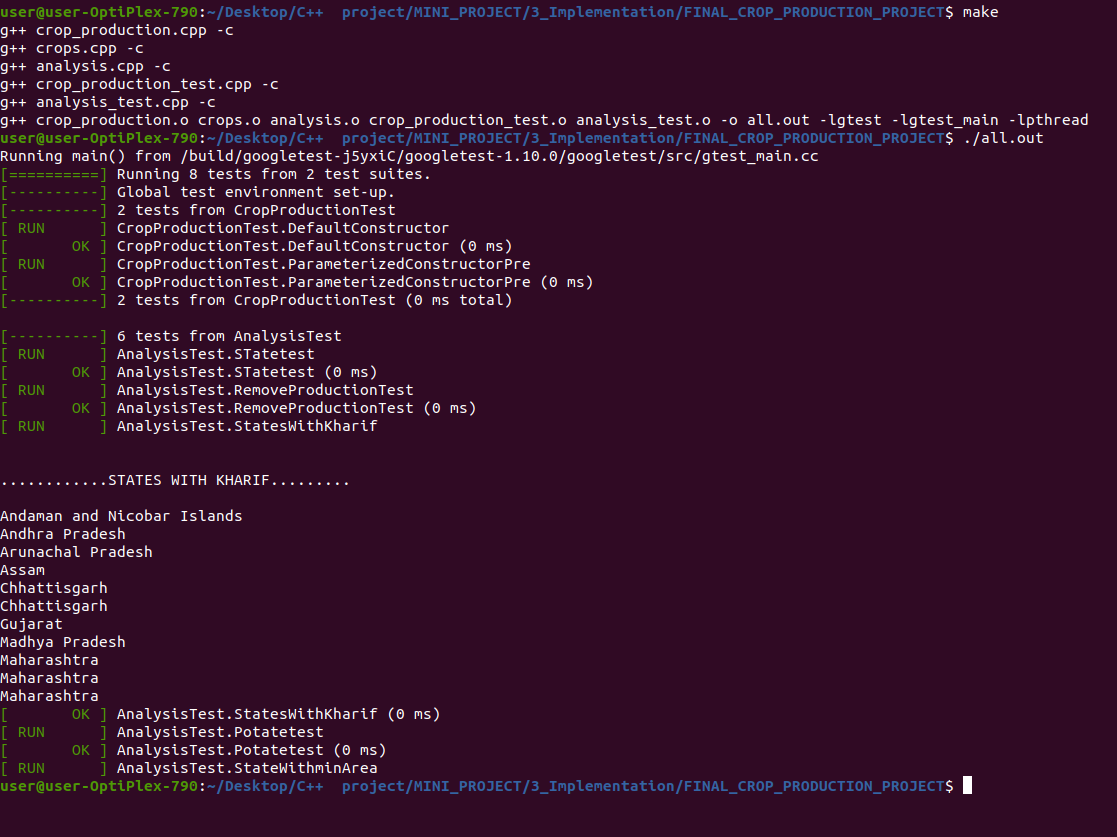 user@user-OptiPlex-790:~/Desktop/C++  project/MINI_PROJECT/3_Implementation/FINAL_CROP_PRODUCTION_PROJECT$ make
g++ crop_production.cpp -c
g++ crops.cpp -c
g++ analysis.cpp -c
g++ crop_production_test.cpp -c
g++ analysis_test.cpp -c
g++ crop_production.o crops.o analysis.o crop_production_test.o analysis_test.o -o all.out -lgtest -lgtest_main -lpthread
user@user-OptiPlex-790:~/Desktop/C++  project/MINI_PROJECT/3_Implementation/FINAL_CROP_PRODUCTION_PROJECT$ ./all.out
Running main() from /build/googletest-j5yxiC/googletest-1.10.0/googletest/src/gtest_main.cc
[==========] Running 8 tests from 2 test suites.
[----------] Global test environment set-up.
[----------] 2 tests from CropProductionTest
[ RUN      ] CropProductionTest.DefaultConstructor
[       OK ] CropProductionTest.DefaultConstructor (0 ms)
[ RUN      ] CropProductionTest.ParameterizedConstructorPre
[       OK ] CropProductionTest.ParameterizedConstructorPre (0 ms)
[----------] 2 tests from CropProductionTest (0 ms total)
[----------] 6 tests from AnalysisTest
[ RUN      ] AnalysisTest.STatetest
[       OK ] AnalysisTest.STatetest (0 ms)
[ RUN      ] AnalysisTest.RemoveProductionTest
[       OK ] AnalysisTest.RemoveProductionTest (0 ms)
[ RUN      ] AnalysisTest.StatesWithKharif
............STATES WITH KHARIF.........
Andaman and Nicobar Islands
Andhra Pradesh
Arunachal Pradesh
Assam
Chhattisgarh
Chhattisgarh
Gujarat
Madhya Pradesh
Maharashtra
Maharashtra
Maharashtra
[       OK ] AnalysisTest.StatesWithKharif (0 ms)
[ RUN      ] AnalysisTest.Potatetest
[       OK ] AnalysisTest.Potatetest (0 ms)
[ RUN      ] AnalysisTest.StateWithminArea
user@user-OptiPlex-790:~/Desktop/C++  project/MINI_PROJECT/3_Implementation/FINAL_CROP_PRODUCTION_PROJECT$